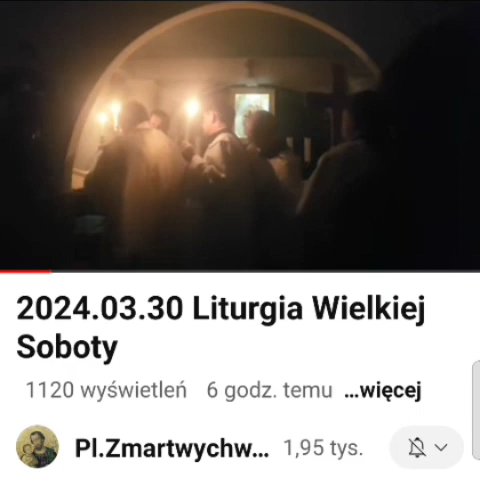 2024.03.30 Liturgia Wielkiej
Soboty
1120 wyświetleń 6 godz. temu ...więcej
Pl.Zmartwychw... 1,95 tys.